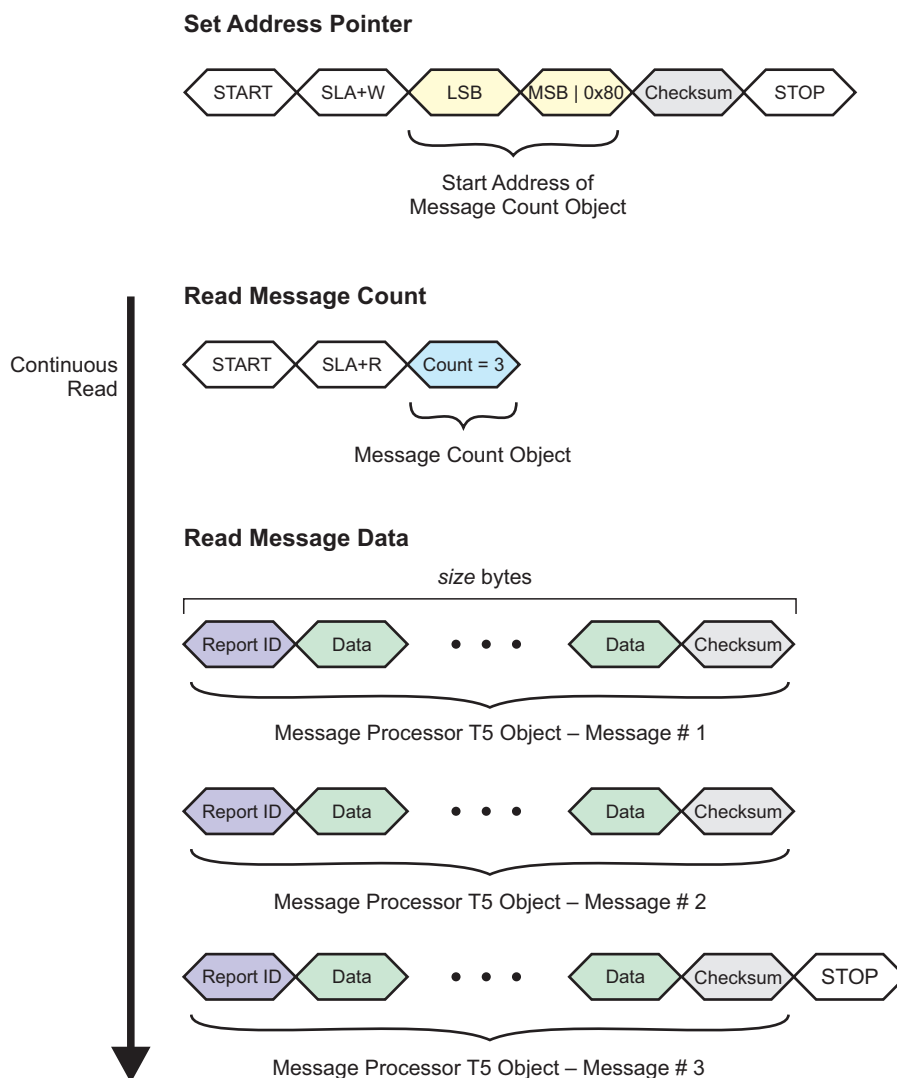 Set Address Pointer
START SLA+W LSB MSB | 0x80 Checksum STOP
Start Address of
Message Count Object
Read Message Count
Continuous
Read
START SLA+R Count = 3
Message Count Object
Read Message Data
size bytes
Report ID Data • • • Data Checksum
Message Processor T5 Object – Message # 1
Report ID Data • • • Data Checksum
Message Processor T5 Object – Message # 2
Report ID Data • • • Data Checksum STOP
Message Processor T5 Object – Message # 3